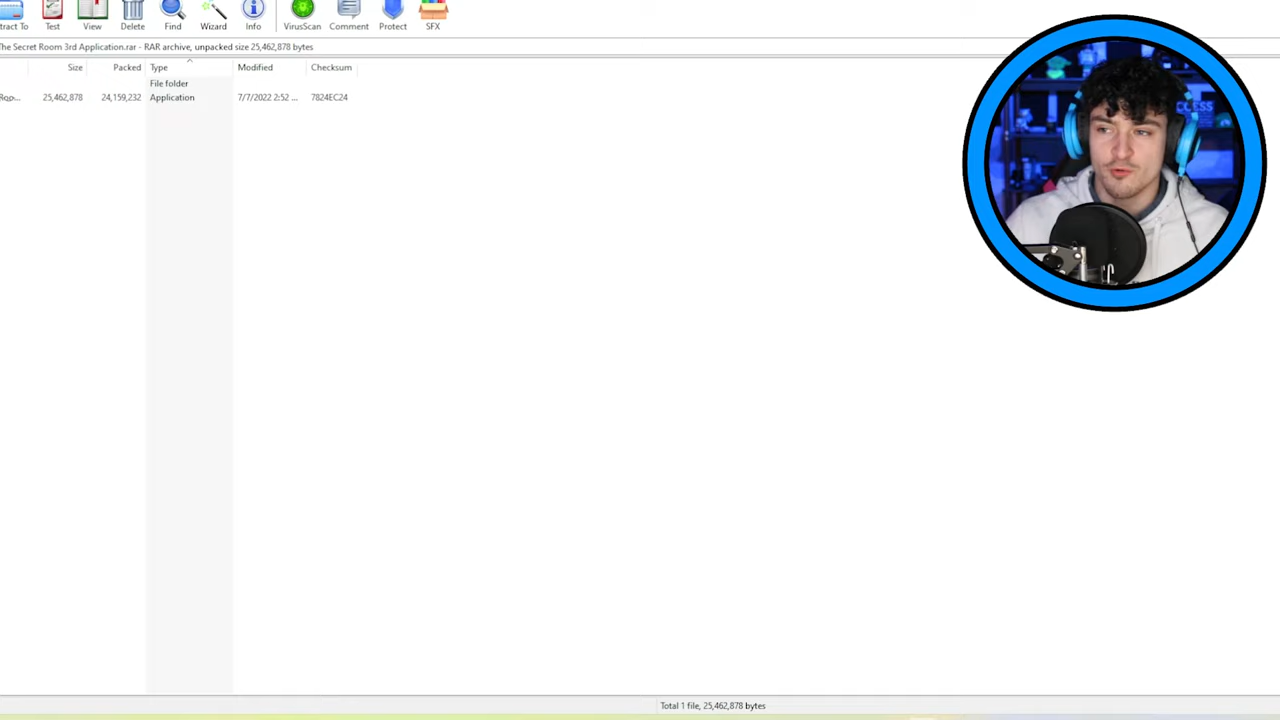 tract To Test View Delete Find Wizard Info VirusScan Comment Protect SFX
The Secret Room 3rd Application.rar - RAR archive, unpacked size 25,462,878 bytes
Size Packed Type Modified Checksum
File folder
Roo... 25,462,878 24,159,232 Application 7/7/2022 2:52 ... 7824EC24
Total 1 file, 25,462,878 bytes